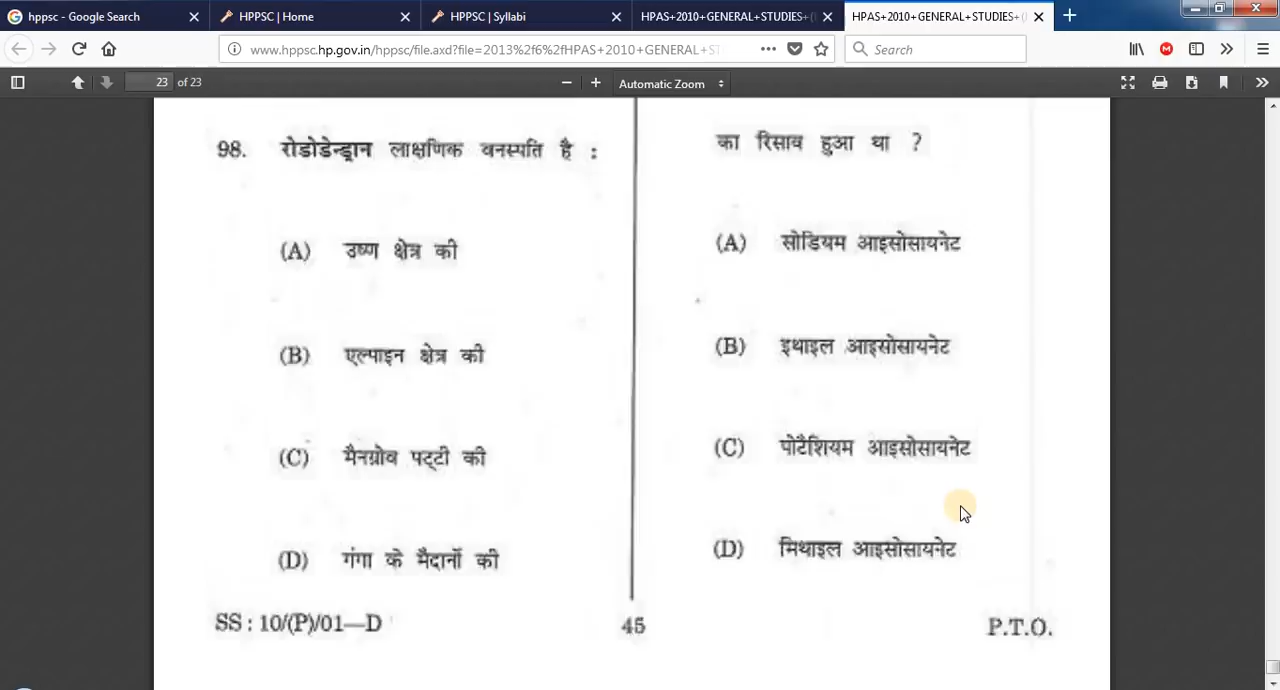 hppsc - Google Search
HPPSC | Home
HPPSC | Syllabi
HPAS+2010+GENERAL+STUDIES+(
HPAS+2010+GENERAL+STUDIES+(
www.hppsc.hp.gov.in/hppsc/file.axd?file=2013%2f6%2fHPAS+2010+GENERAL+ST
Search
23 of 23
Automatic Zoom
98. रोडोडेन्ड्रान लाक्षणिक वनस्पति है :
(A) उष्ण क्षेत्र की
(B) एल्पाइन क्षेत्र की
(C) मैनग्रोव पट्टी की
(D) गंगा के मैदानों की
का रिसाव हुआ था ?
(A) सोडियम आइसोसायनेट
(B) इथाइल आइसोसायनेट
(C) पोटैशियम आइसोसायनेट
(D) मिथाइल आइसोसायनेट
SS : 10/(P)/01—D
45
P.T.O.